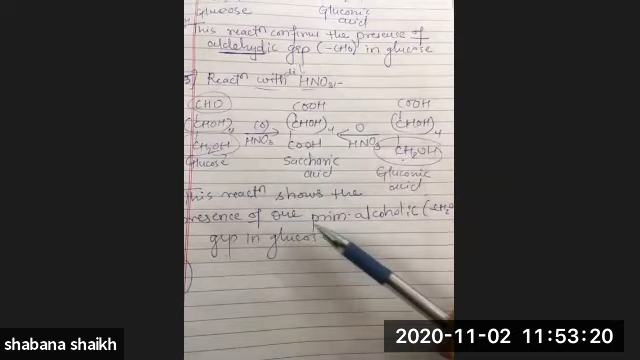 Glucose Gluconic
acid
This reactn confirms the presence of
aldehydic grp (-CHO) in glucose
5) Reactn with dil HNO3:-
CHO COOH COOH
(CHOH)4 (O) (CHOH)4 O (CHOH)4
CH2OH HNO3 COOH HNO3 CH2OH
Glucose Saccharic Gluconic
acid acid
This reactn shows the
presence of one prim. alcoholic (-CH2O
grp in glucose
shabana shaikh
2020-11-02 11:53:20